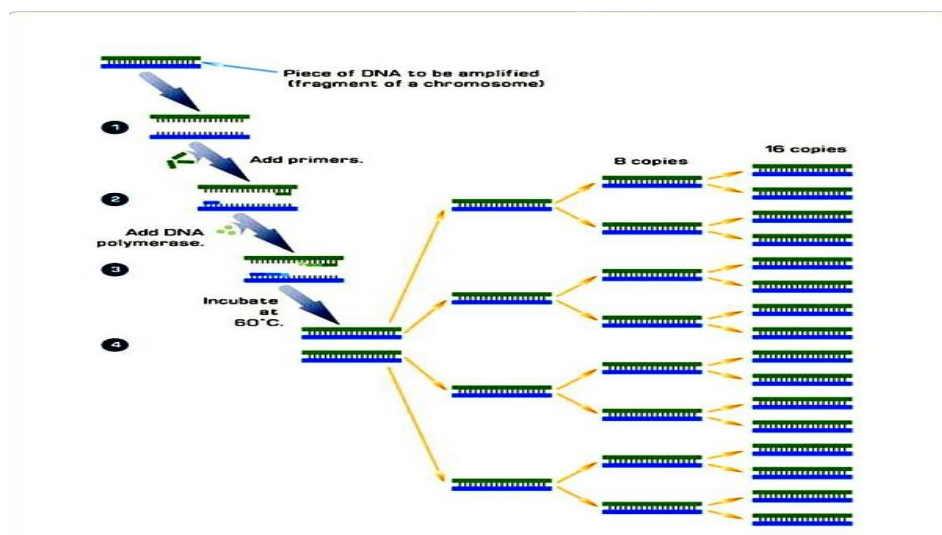 Piece of DNA to be amplified
(fragment of a chromosome)
1
Add primers.
2
Add DNA
polymerase.
3
Incubate
at
60°C.
4
8 copies
16 copies